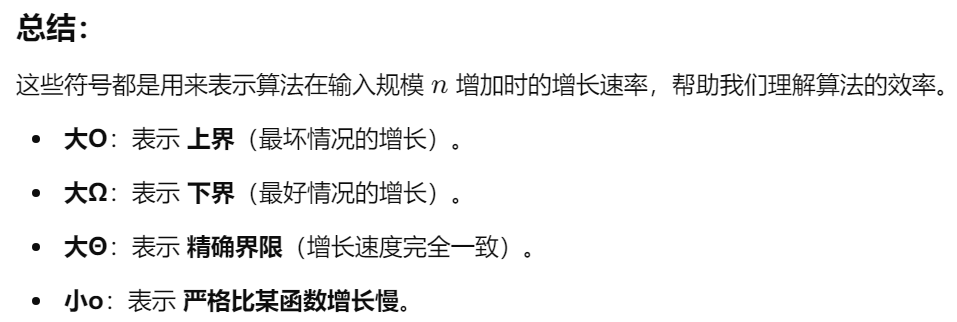 总结：
这些符号都是用来表示算法在输入规模 n 增加时的增长速率，帮助我们理解算法的效率。
• 大O：表示 上界（最坏情况的增长）。
• 大Ω：表示 下界（最好情况的增长）。
• 大Θ：表示 精确界限（增长速度完全一致）。
• 小o：表示 严格比某函数增长慢。